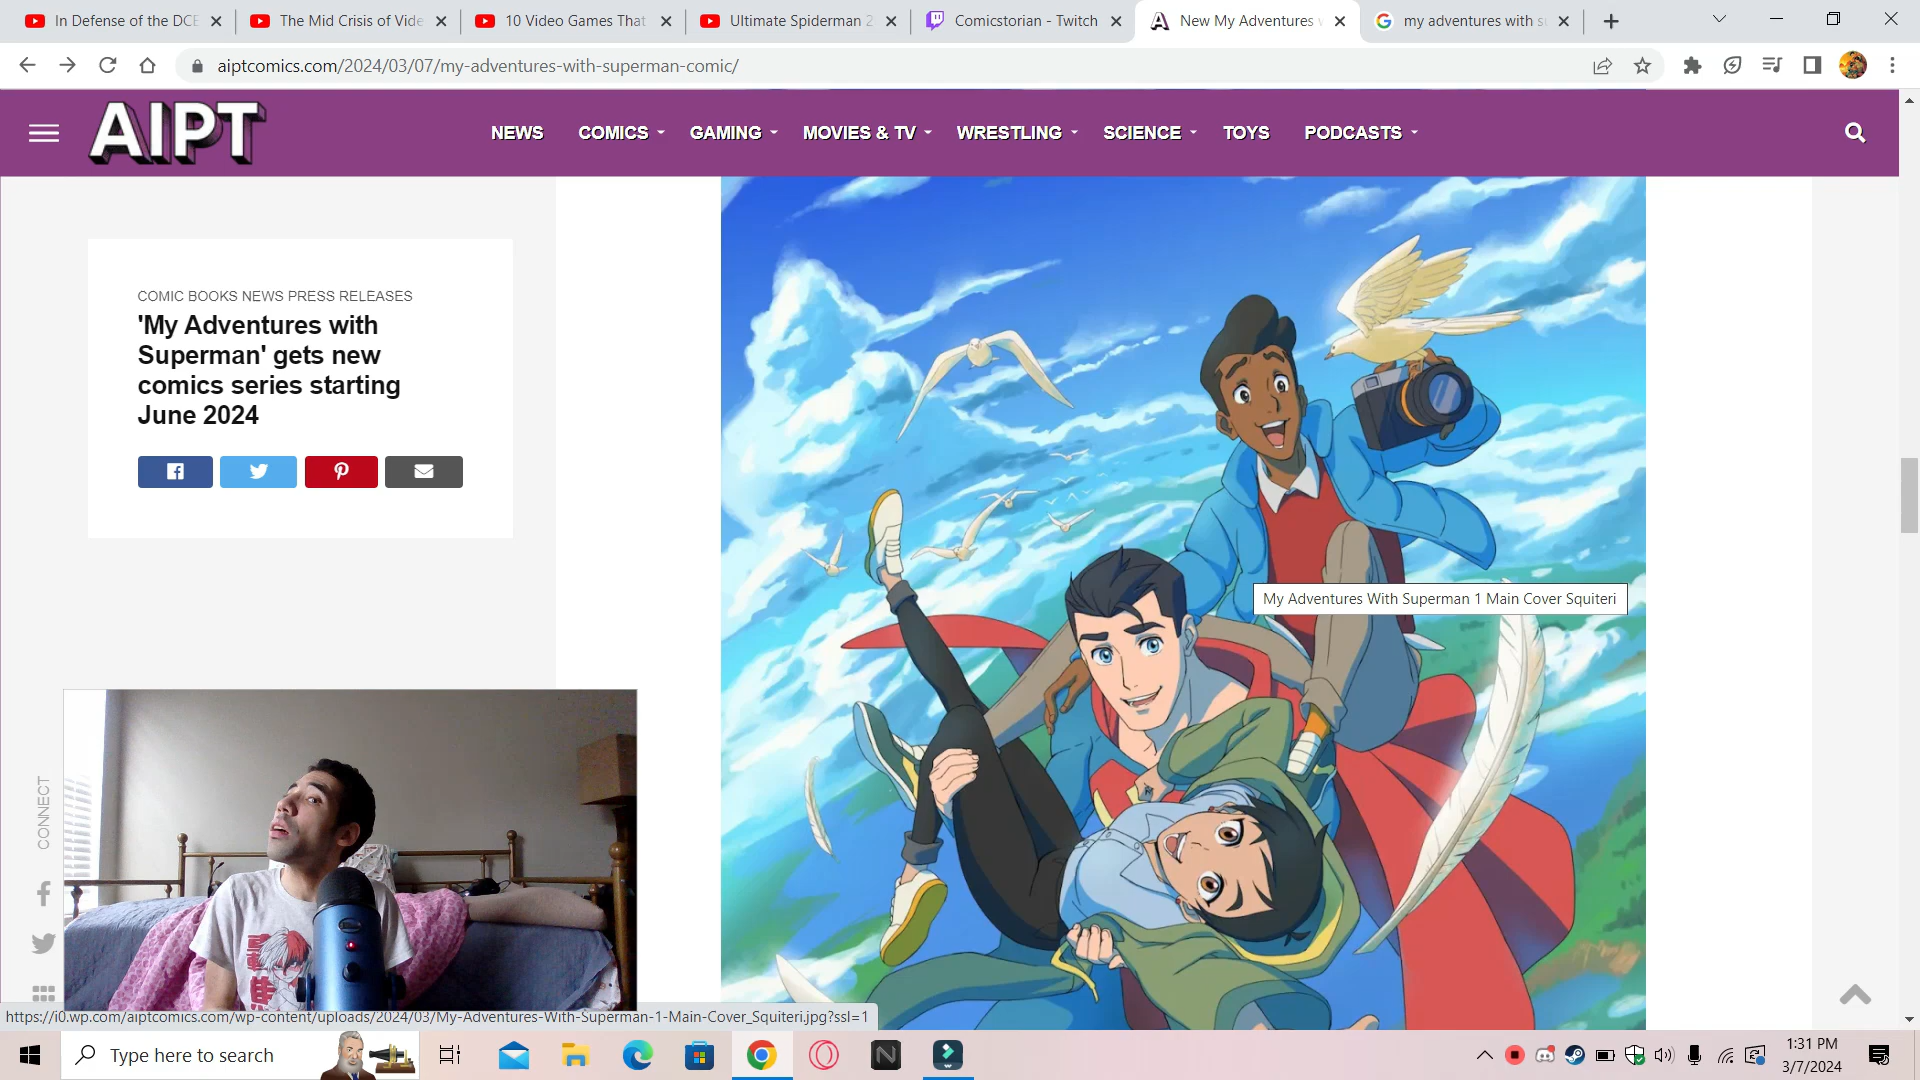 In Defense of the DCE
The Mid Crisis of Vide
10 Video Games That
Ultimate Spiderman 2
Comicstorian - Twitch
New My Adventures
my adventures with s
aiptcomics.com/2024/03/07/my-adventures-with-superman-comic/
AIPT
NEWS
COMICS
GAMING
MOVIES & TV
WRESTLING
SCIENCE
TOYS
PODCASTS
COMIC BOOKS NEWS PRESS RELEASES
'My Adventures with
Superman' gets new
comics series starting
June 2024
My Adventures With Superman 1 Main Cover Squiteri
CONNECT
https://i0.wp.com/aiptcomics.com/wp-content/uploads/2024/03/My-Adventures-With-Superman-1-Main-Cover_Squiteri.jpg?ssl=1
Type here to search
1:31 PM
3/7/2024